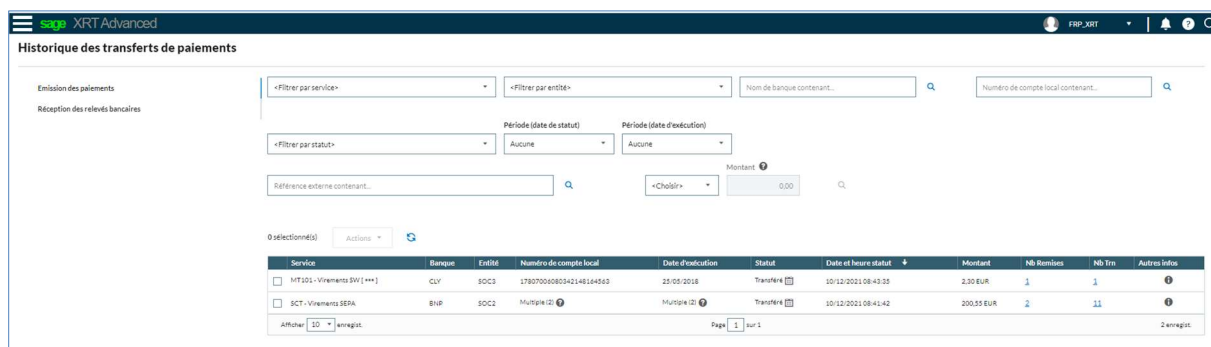 sage XRT Advanced FRP_XRT
Historique des transferts de paiements
Emission des paiements
Réception des relevés bancaires
<Filtrer par service> <Filtrer par entité> Nom de banque contenant... Numéro de compte local contenant...
Période (date de statut) Période (date d'exécution)
<Filtrer par statut> Aucune Aucune
Montant
Référence externe contenant... <Choisir> 0,00
0 sélectionné(s) Actions
Service Banque Entité Numéro de compte local Date d'exécution Statut Date et heure statut Montant Nb Remises Nb Trn Autres infos
MT101 - Virements SW [ *** ] CLY SOC3 17807006080342148164563 25/05/2018 Transféré 10/12/2021 08:43:35 2,30 EUR 1 1
SCT - Virements SEPA BNP SOC2 Multiple (2) Multiple (2) Transféré 10/12/2021 08:41:42 200,55 EUR 2 11
Afficher 10 enregist. Page 1 sur 1 2 enregist.